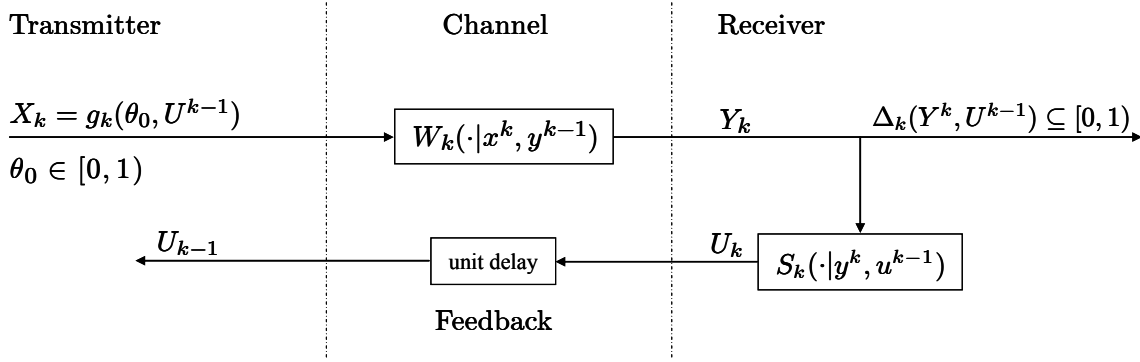 Transmitter
Channel
Receiver
X_k = g_k(θ_0, U^{k−1})
W_k(·|x^k, y^{k−1})
Y_k
Δ_k(Y^k, U^{k−1}) ⊆ [0, 1)
θ_0 ∈ [0, 1)
U_{k−1}
unit delay
U_k
S_k(·|y^k, u^{k−1})
Feedback